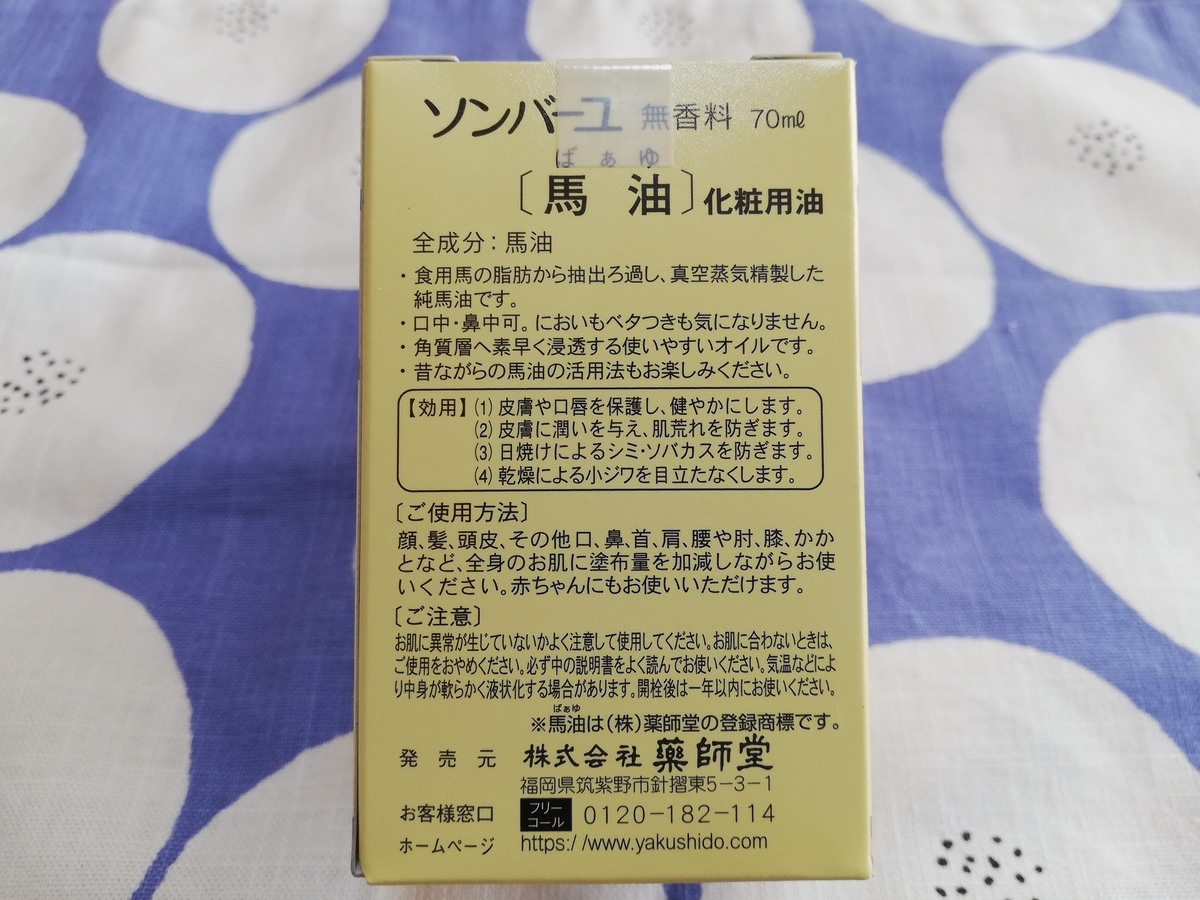 ソンバーユ 無香料 70ml
ばぁゆ
〔馬油〕化粧用油
全成分：馬油
・食用馬の脂肪から抽出ろ過し、真空蒸気精製した
純馬油です。
・口中・鼻中可。においもベタつきも気になりません。
・角質層へ素早く浸透する使いやすいオイルです。
・昔ながらの馬油の活用法もお楽しみください。
【効用】(1) 皮膚や口唇を保護し、健やかにします。
(2) 皮膚に潤いを与え、肌荒れを防ぎます。
(3) 日焼けによるシミ・ソバカスを防ぎます。
(4) 乾燥による小ジワを目立たなくします。
〔ご使用方法〕
顔、髪、頭皮、その他口、鼻、首、肩、腰や肘、膝、かか
となど、全身のお肌に塗布量を加減しながらお使
いください。赤ちゃんにもお使いいただけます。
〔ご注意〕
お肌に異常が生じていないかよく注意して使用してください。お肌に合わないときは、
ご使用をおやめください。必ず中の説明書をよく読んでお使いください。気温などによ
り中身が軟らかく液状化する場合があります。開栓後は一年以内にお使いください。
ばぁゆ
※馬油は(株)薬師堂の登録商標です。
発売元 株式会社 薬師堂
福岡県筑紫野市針摺東5-3-1
お客様窓口 フリーコール 0120-182-114
ホームページ https://www.yakushido.com